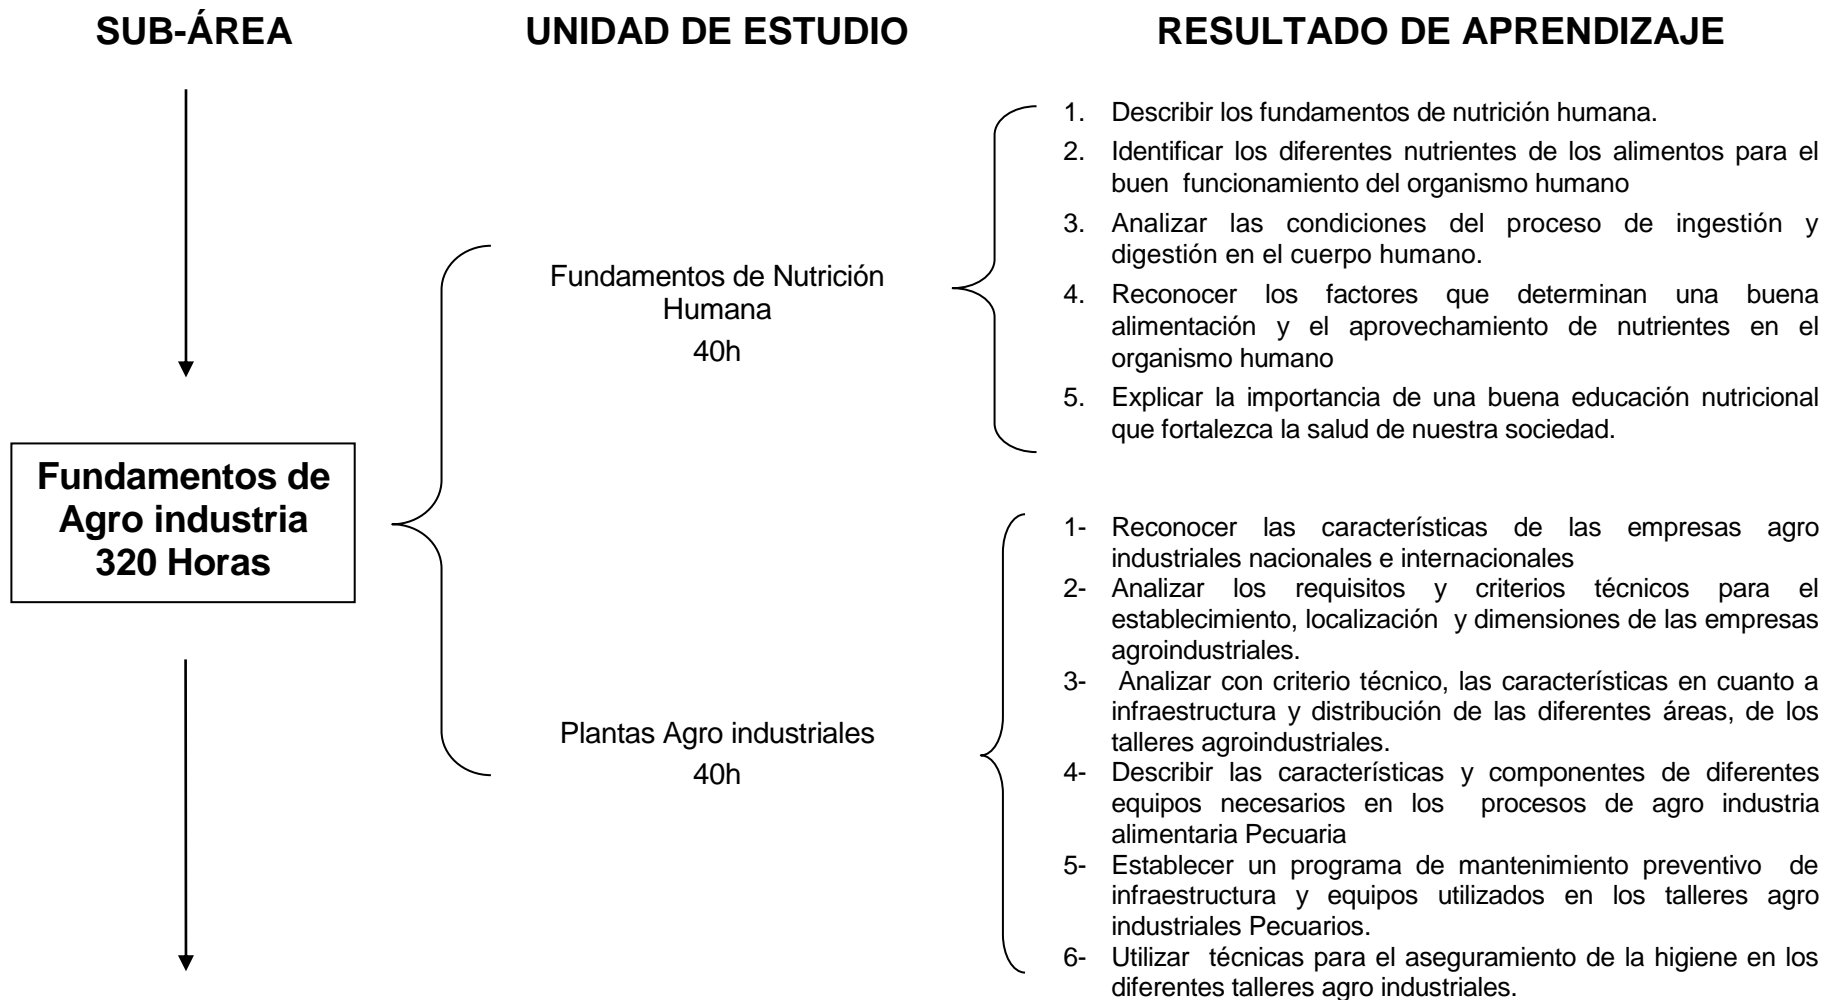 SUB-ÁREA
UNIDAD DE ESTUDIO
RESULTADO DE APRENDIZAJE
Fundamentos de
Agro industria
320 Horas
Fundamentos de Nutrición
Humana
40h
1. Describir los fundamentos de nutrición humana.
2. Identificar los diferentes nutrientes de los alimentos para el
buen funcionamiento del organismo humano
3. Analizar las condiciones del proceso de ingestión y
digestión en el cuerpo humano.
4. Reconocer los factores que determinan una buena
alimentación y el aprovechamiento de nutrientes en el
organismo humano
5. Explicar la importancia de una buena educación nutricional
que fortalezca la salud de nuestra sociedad.
Plantas Agro industriales
40h
1- Reconocer las características de las empresas agro
industriales nacionales e internacionales
2- Analizar los requisitos y criterios técnicos para el
establecimiento, localización y dimensiones de las empresas
agroindustriales.
3- Analizar con criterio técnico, las características en cuanto a
infraestructura y distribución de las diferentes áreas, de los
talleres agroindustriales.
4- Describir las características y componentes de diferentes
equipos necesarios en los procesos de agro industria
alimentaria Pecuaria
5- Establecer un programa de mantenimiento preventivo de
infraestructura y equipos utilizados en los talleres agro
industriales Pecuarios.
6- Utilizar técnicas para el aseguramiento de la higiene en los
diferentes talleres agro industriales.